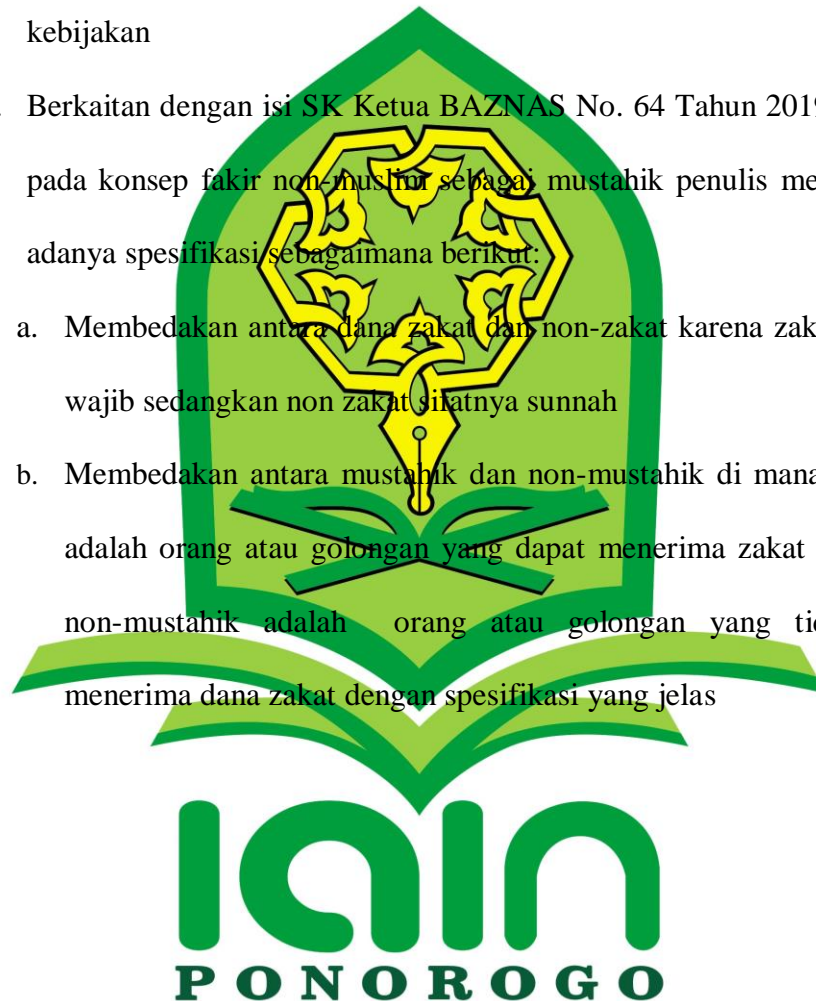 kebijakan
. Berkaitan dengan isi SK Ketua BAZNAS No. 64 Tahun 2019
pada konsep fakir non-muslim sebagai mustahik penulis me
adanya spesifikasi sebagaimana berikut:
a. Membedakan antara dana zakat dan non-zakat karena zak
wajib sedangkan non zakat sifatnya sunnah
b. Membedakan antara mustahik dan non-mustahik di mana
adalah orang atau golongan yang dapat menerima zakat
non-mustahik adalah orang atau golongan yang
menerima dana zakat dengan spesifikasi yang jelas
IAIN
PONOROGO